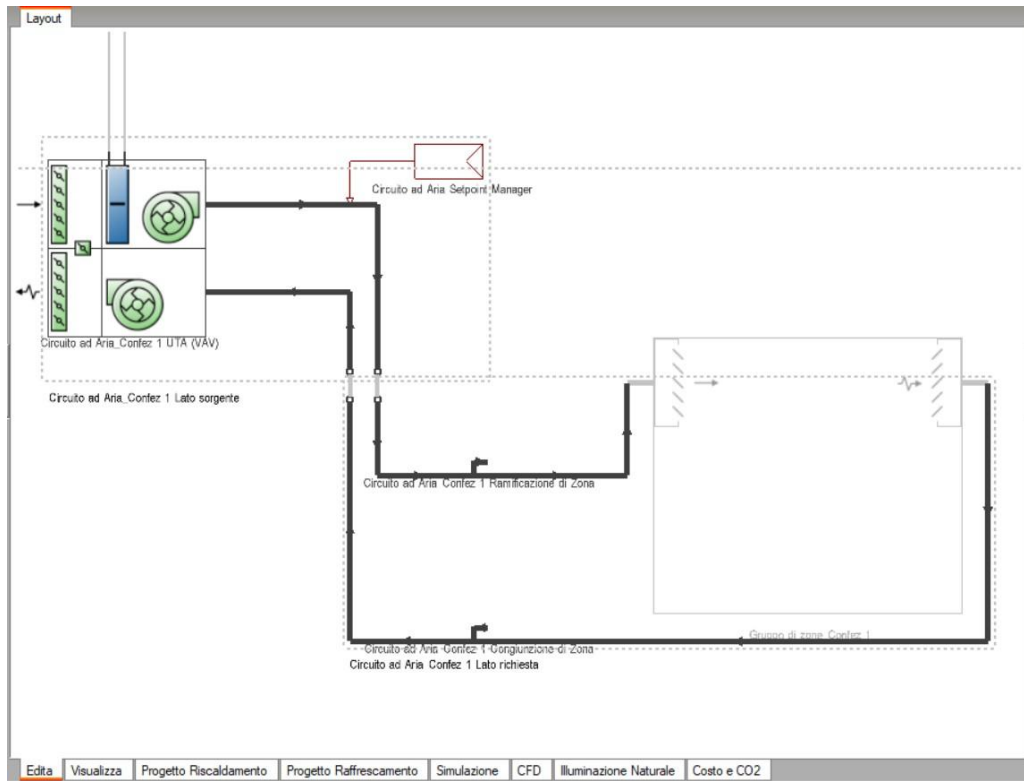 Layout
Circuito ad Aria Setpoint Manager
Circuito ad Aria_Confez 1 UTA (VAV)
Circuito ad Aria_Confez 1 Lato sorgente
Circuito ad Aria Confez 1 Ramificazione di Zona
Gruppo di zone Confez 1
Circuito ad Aria Confez 1 Congiunzione di Zona
Circuito ad Aria Confez 1 Lato richiesta
Edita Visualizza Progetto Riscaldamento Progetto Raffrescamento Simulazione CFD Illuminazione Naturale Costo e CO2